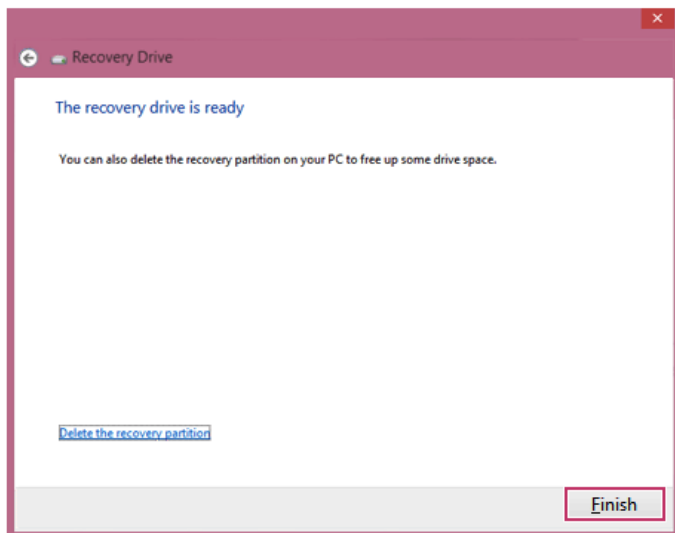 Recovery Drive
The recovery drive is ready
You can also delete the recovery partition on your PC to free up some drive space.
Delete the recovery partition
Finish